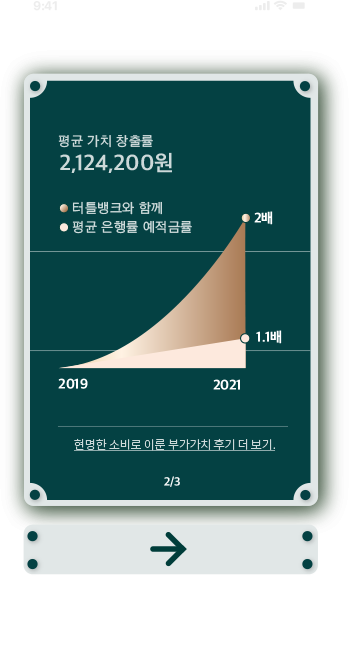 9:41
평균 가치 창출률
2,124,200원
터틀뱅크와 함께
평균 은행률 예적금률
2배
1.1배
2019
2021
현명한 소비로 이룬 부가가치 후기 더 보기.
2/3